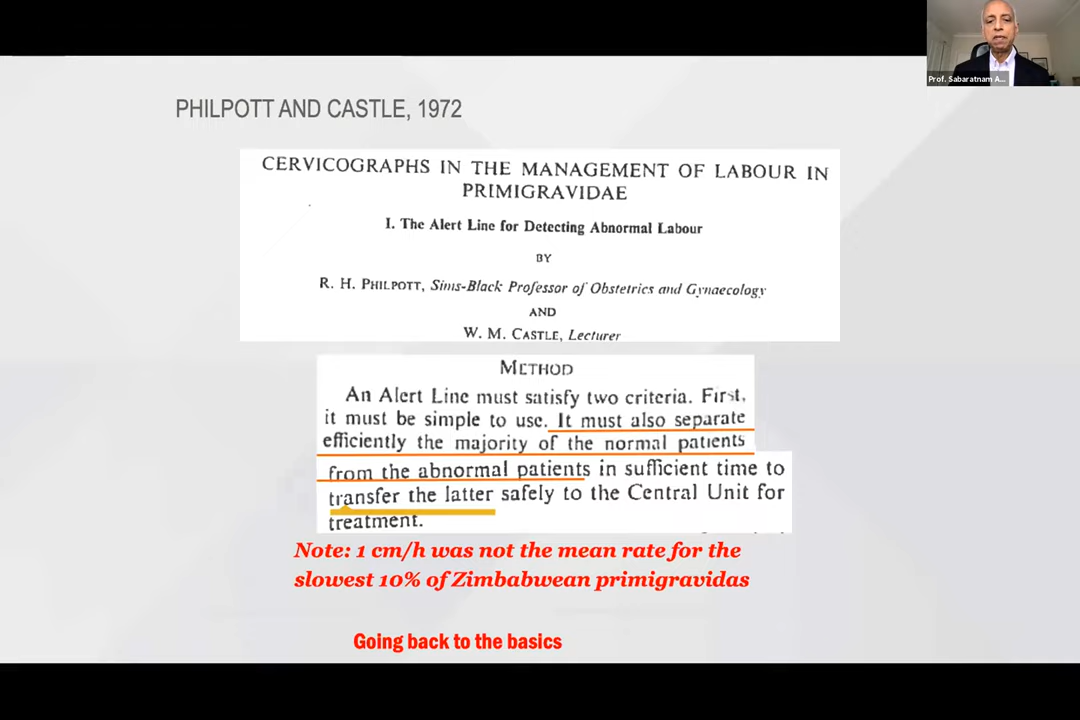 Prof. Sabaratnam A...
PHILPOTT AND CASTLE, 1972
CERVICOGRAPHS IN THE MANAGEMENT OF LABOUR IN
PRIMIGRAVIDAE
I. The Alert Line for Detecting Abnormal Labour
BY
R. H. PHILPOTT, Sims-Black Professor of Obstetrics and Gynaecology
AND
W. M. CASTLE, Lecturer
METHOD
An Alert Line must satisfy two criteria. First,
it must be simple to use. It must also separate
efficiently the majority of the normal patients
from the abnormal patients in sufficient time to
transfer the latter safely to the Central Unit for
treatment.
Note: 1 cm/h was not the mean rate for the
slowest 10% of Zimbabwean primigravidas
Going back to the basics